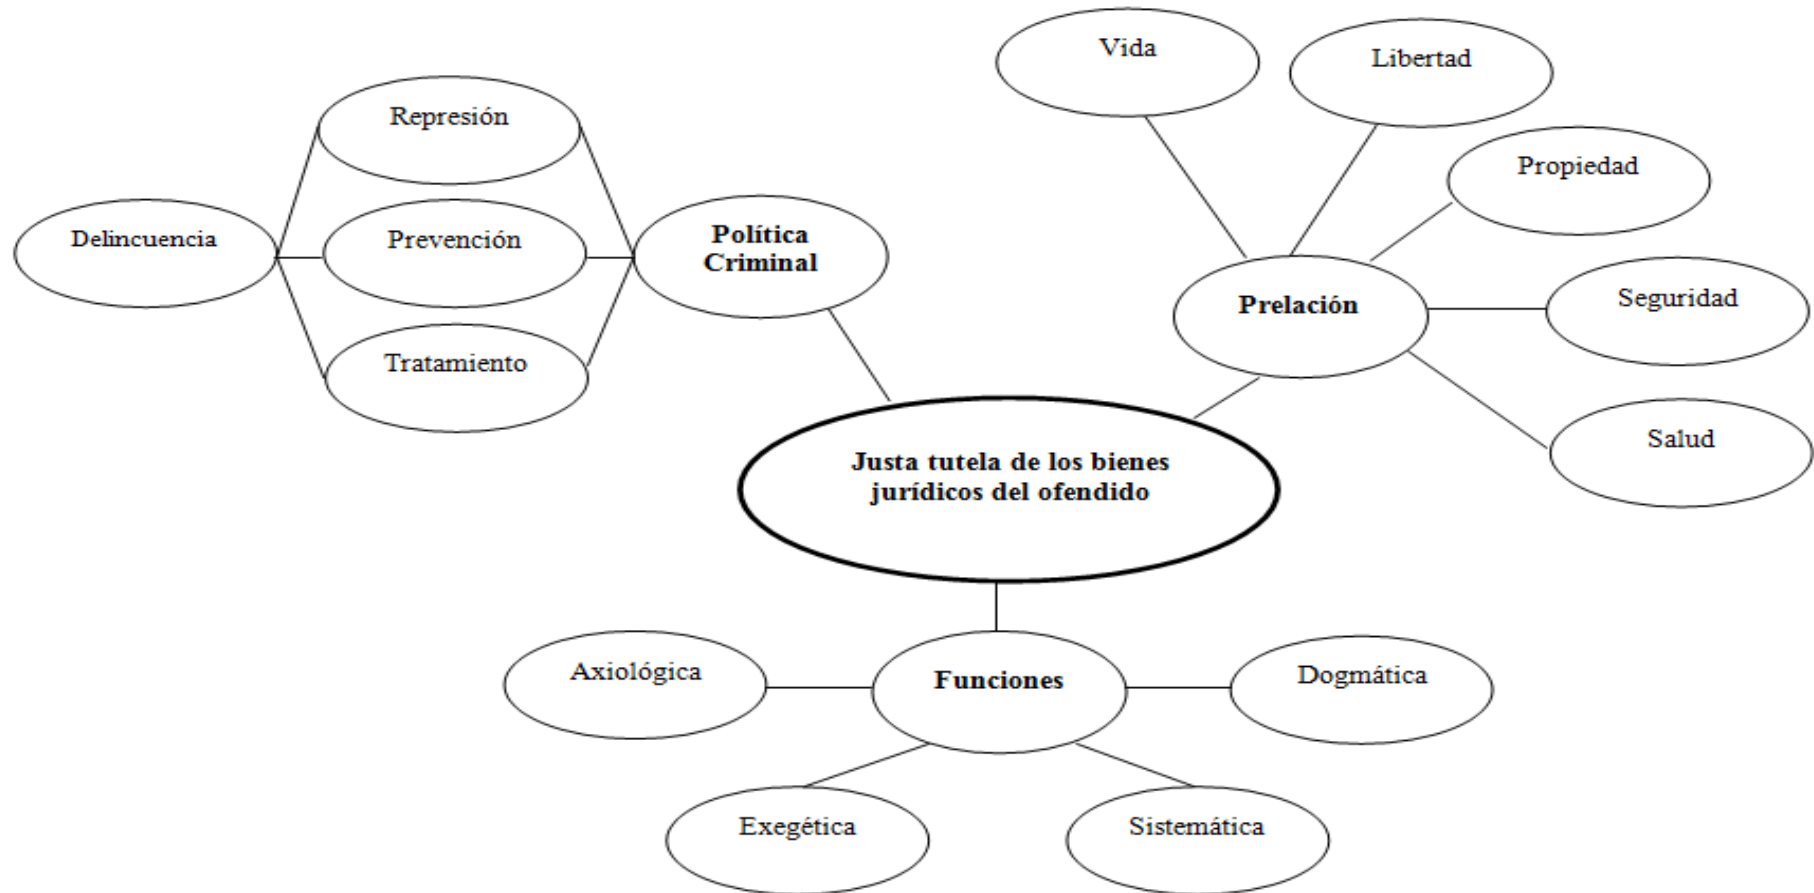 Vida
Libertad
Represión
Propiedad
Delincuencia
Prevención
Política
Criminal
Prelación
Seguridad
Tratamiento
Salud
Justa tutela de los bienes
jurídicos del ofendido
Axiológica
Funciones
Dogmática
Exegética
Sistemática